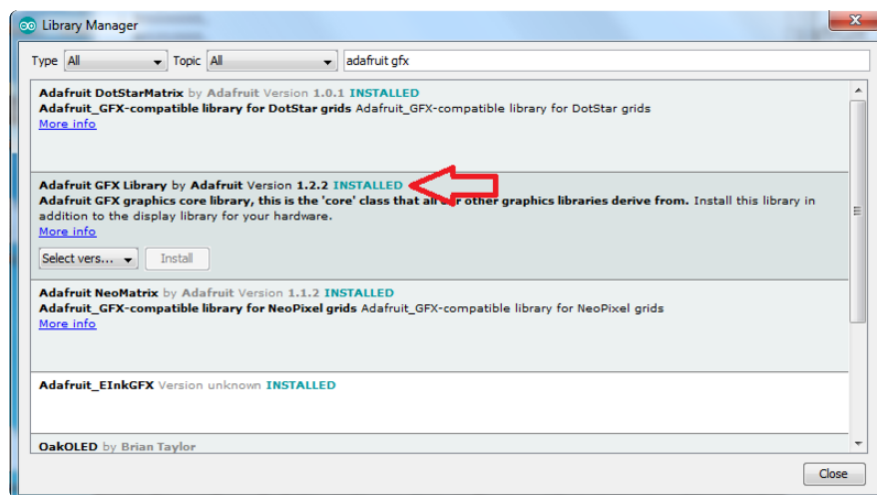 Library Manager
Type All Topic All adafruit gfx
Adafruit DotStarMatrix by Adafruit Version 1.0.1 INSTALLED
Adafruit_GFX-compatible library for DotStar grids Adafruit_GFX-compatible library for DotStar grids
More info
Adafruit GFX Library by Adafruit Version 1.2.2 INSTALLED
Adafruit GFX graphics core library, this is the 'core' class that all our other graphics libraries derive from. Install this library in
addition to the display library for your hardware.
More info
Select vers... Install
Adafruit NeoMatrix by Adafruit Version 1.1.2 INSTALLED
Adafruit_GFX-compatible library for NeoPixel grids Adafruit_GFX-compatible library for NeoPixel grids
More info
Adafruit_EInkGFX Version unknown INSTALLED
OakOLED by Brian Taylor
Close